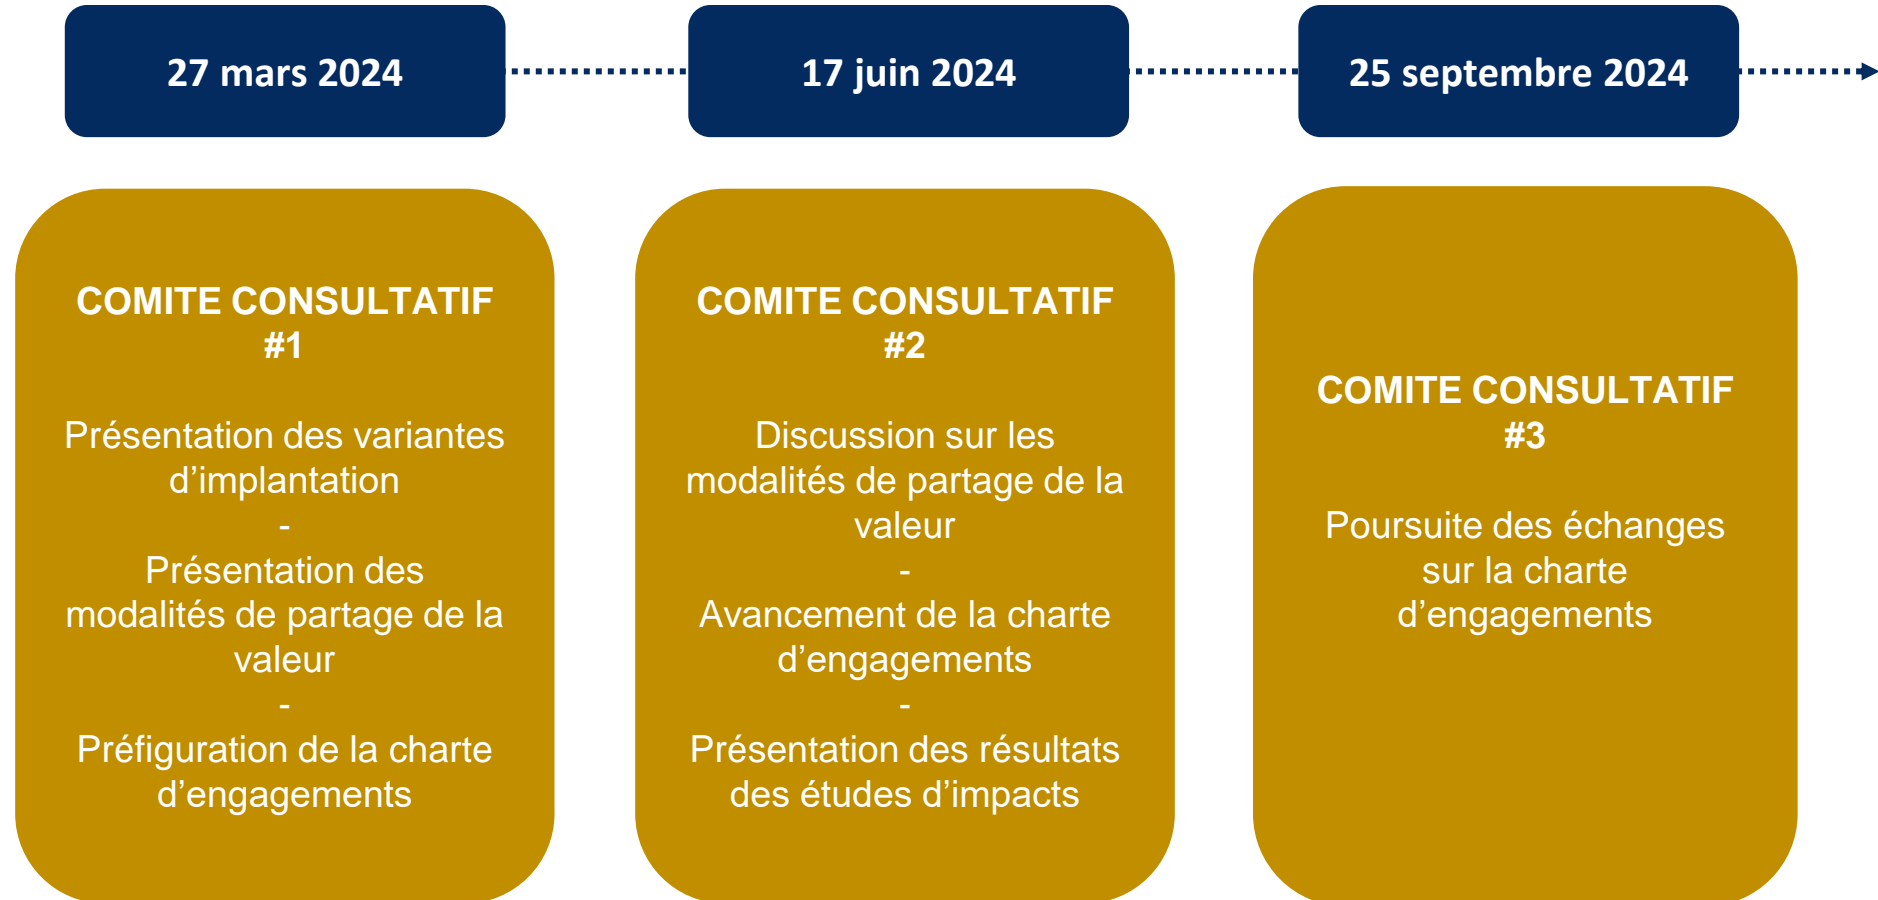 27 mars 2024
17 juin 2024
25 septembre 2024
COMITE CONSULTATIF
#1
Présentation des variantes
d’implantation
-
Présentation des
modalités de partage de la
valeur
-
Préfiguration de la charte
d’engagements
COMITE CONSULTATIF
#2
Discussion sur les
modalités de partage de la
valeur
-
Avancement de la charte
d’engagements
-
Présentation des résultats
des études d’impacts
COMITE CONSULTATIF
#3
Poursuite des échanges
sur la charte
d’engagements